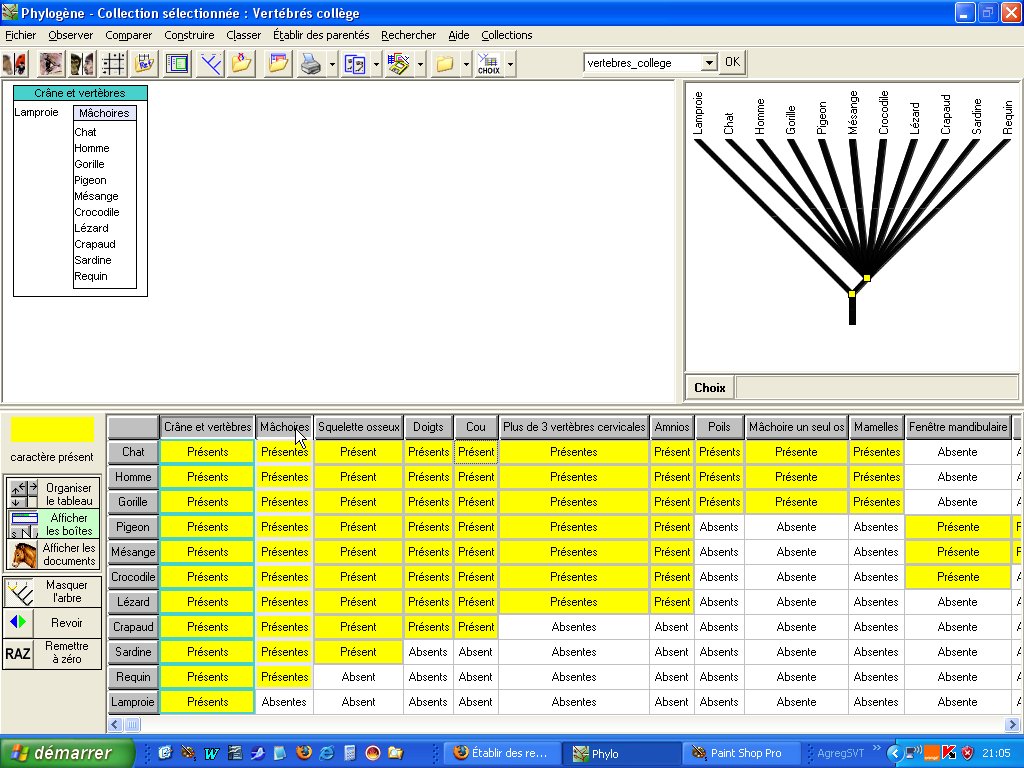 Phylogène - Collection sélectionnée : Vertébrés collège
Fichier Observer Comparer Construire Classer Établir des parentés Rechercher Aide Collections
CHOIX vertebres_college OK
Crâne et vertèbres
Lamproie Mâchoires
Chat
Homme
Gorille
Pigeon
Mésange
Crocodile
Lézard
Crapaud
Sardine
Requin
Lamproie Chat Homme Gorille Pigeon Mésange Crocodile Lézard Crapaud Sardine Requin
Choix
caractère présent
Organiser
le tableau
Afficher
les boîtes
Afficher les
documents
Masquer
l'arbre
Revoir
RAZ Remettre
à zéro
Crâne et vertèbres Mâchoires Squelette osseux Doigts Cou Plus de 3 vertèbres cervicales Amnios Poils Mâchoire un seul os Mamelles Fenêtre mandibulaire
Chat Présents Présentes Présent Présents Présent Présentes Présent Présents Présente Présentes Absente
Homme Présents Présentes Présent Présents Présent Présentes Présent Présents Présente Présentes Absente
Gorille Présents Présentes Présent Présents Présent Présentes Présent Présents Présente Présentes Absente
Pigeon Présents Présentes Présent Présents Présent Présentes Présent Absents Absente Absentes Présente
Mésange Présents Présentes Présent Présents Présent Présentes Présent Absents Absente Absentes Présente
Crocodile Présents Présentes Présent Présents Présent Présentes Présent Absents Absente Absentes Présente
Lézard Présents Présentes Présent Présents Présent Présentes Présent Absents Absente Absentes Absente
Crapaud Présents Présentes Présent Présents Présent Absentes Absent Absents Absente Absentes Absente
Sardine Présents Présentes Présent Absents Absent Absentes Absent Absents Absente Absentes Absente
Requin Présents Présentes Absent Absents Absent Absentes Absent Absents Absente Absentes Absente
Lamproie Présents Absentes Absent Absents Absent Absentes Absent Absents Absente Absentes Absente
démarrer Établir des re... Phylo Paint Shop Pro AgregSVT 21:05